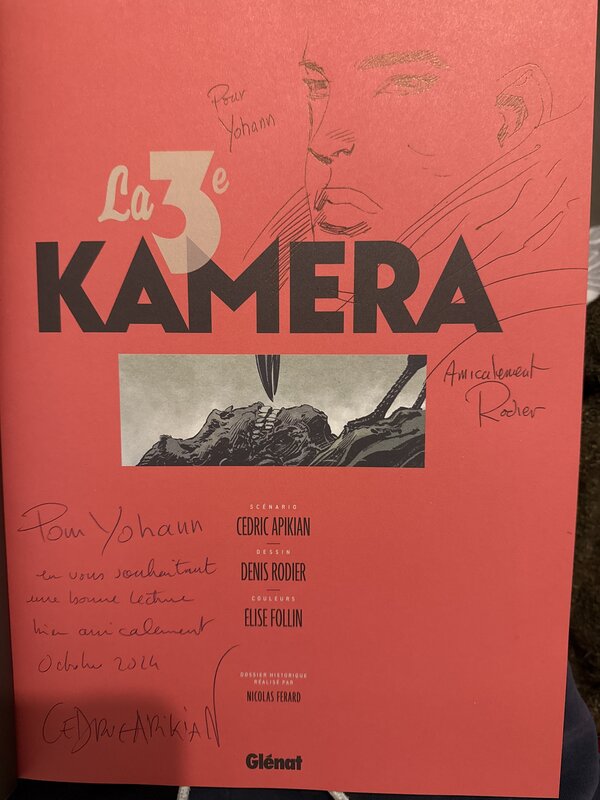 Pour
Yohann
La 3e
KAMERA
Amicalement
Rodier
SCÉNARIO
CEDRIC APIKIAN
DESSIN
DENIS RODIER
COULEURS
ELISE FOLLIN
DOSSIER HISTORIQUE
RÉALISÉ PAR
NICOLAS FERARD
Pour Yohann
en vous souhaitant
une bonne lecture
bien amicalement
Octobre 2024
CEDRIC APIKIAN
Glénat